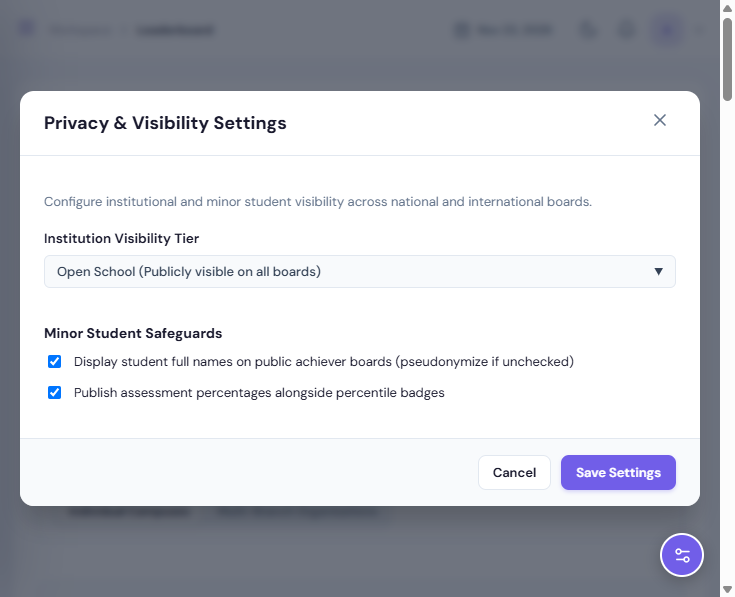 Privacy & Visibility Settings
Configure institutional and minor student visibility across national and international boards.
Institution Visibility Tier
Open School (Publicly visible on all boards)
Minor Student Safeguards
Display student full names on public achiever boards (pseudonymize if unchecked)
Publish assessment percentages alongside percentile badges
Cancel
Save Settings